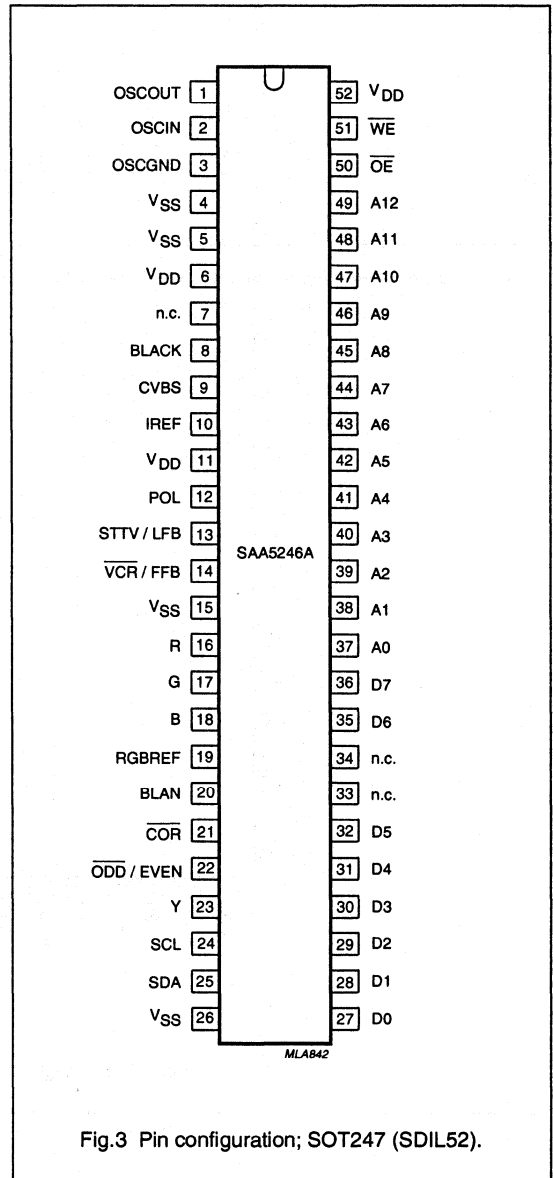 OSCOUT 1 52 VDD
OSCIN 2 51 WE
OSCGND 3 50 OE
VSS 4 49 A12
VSS 5 48 A11
VDD 6 47 A10
n.c. 7 46 A9
BLACK 8 45 A8
CVBS 9 44 A7
IREF 10 43 A6
VDD 11 42 A5
POL 12 41 A4
STTV / LFB 13 40 A3
SAA5246A
VCR / FFB 14 39 A2
VSS 15 38 A1
R 16 37 A0
G 17 36 D7
B 18 35 D6
RGBREF 19 34 n.c.
BLAN 20 33 n.c.
COR 21 32 D5
ODD / EVEN 22 31 D4
Y 23 30 D3
SCL 24 29 D2
SDA 25 28 D1
VSS 26 27 D0
MLA842
Fig.3 Pin configuration; SOT247 (SDIL52).